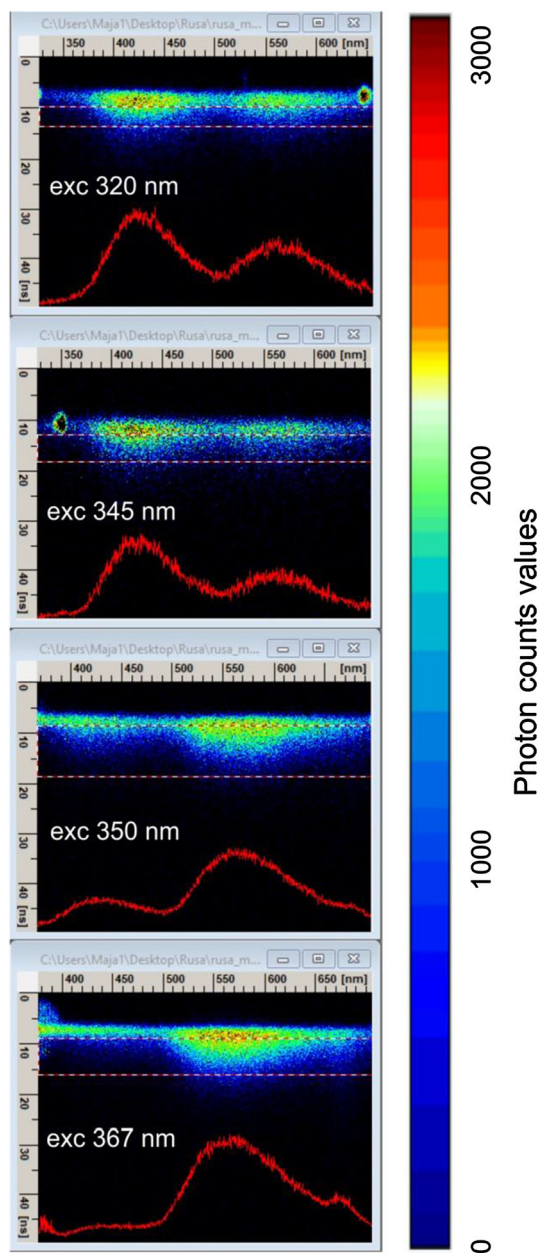 C:\Users\Maja1\Desktop\Rusa\rusa_m...
350 400 450 500 550 600 [nm]
0
10
20
30
40 [ns]
exc 320 nm
C:\Users\Maja1\Desktop\Rusa\rusa_m...
350 400 450 500 550 600 [nm]
0
10
20
30
40 [ns]
exc 345 nm
C:\Users\Maja1\Desktop\Rusa\rusa_m...
400 450 500 550 600 [nm]
0
10
20
30
40 [ns]
exc 350 nm
C:\Users\Maja1\Desktop\Rusa\rusa_m...
400 450 500 550 600 650 [nm]
0
10
20
30
40 [ns]
exc 367 nm
3000
2000
1000
0
Photon counts values